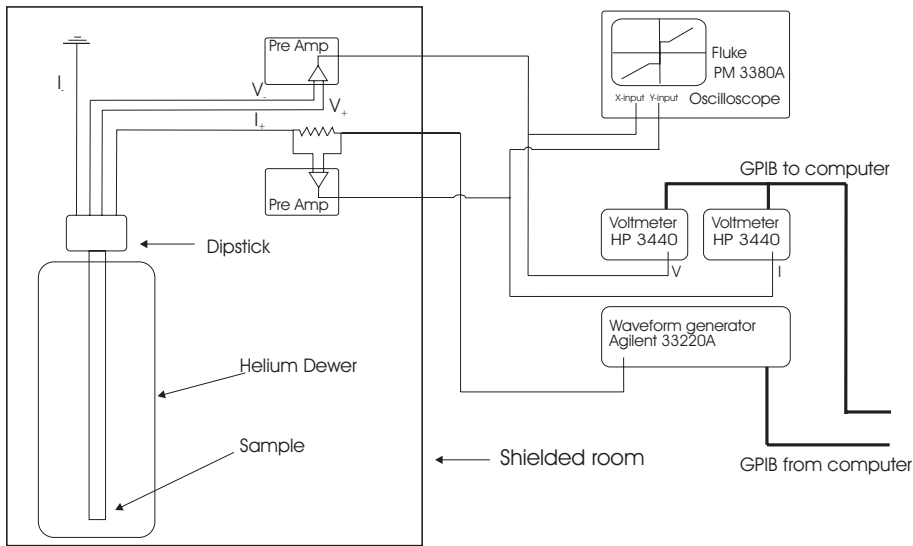 Pre Amp
Fluke
PM 3380A
X-input Y-input Oscilloscope
I-
V-
V+
I+
Pre Amp
GPIB to computer
Voltmeter
HP 3440
Voltmeter
HP 3440
Dipstick
V
I
Waveform generator
Agilent 33220A
Helium Dewer
Sample
Shielded room
GPIB from computer